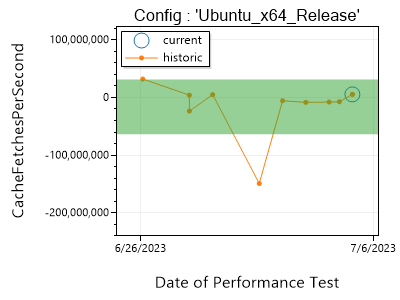 Config : 'Ubuntu_x64_Release'
current
historic
CacheFetchesPerSecond
100,000,000
0
-100,000,000
-200,000,000
6/26/2023
7/6/2023
Date of Performance Test